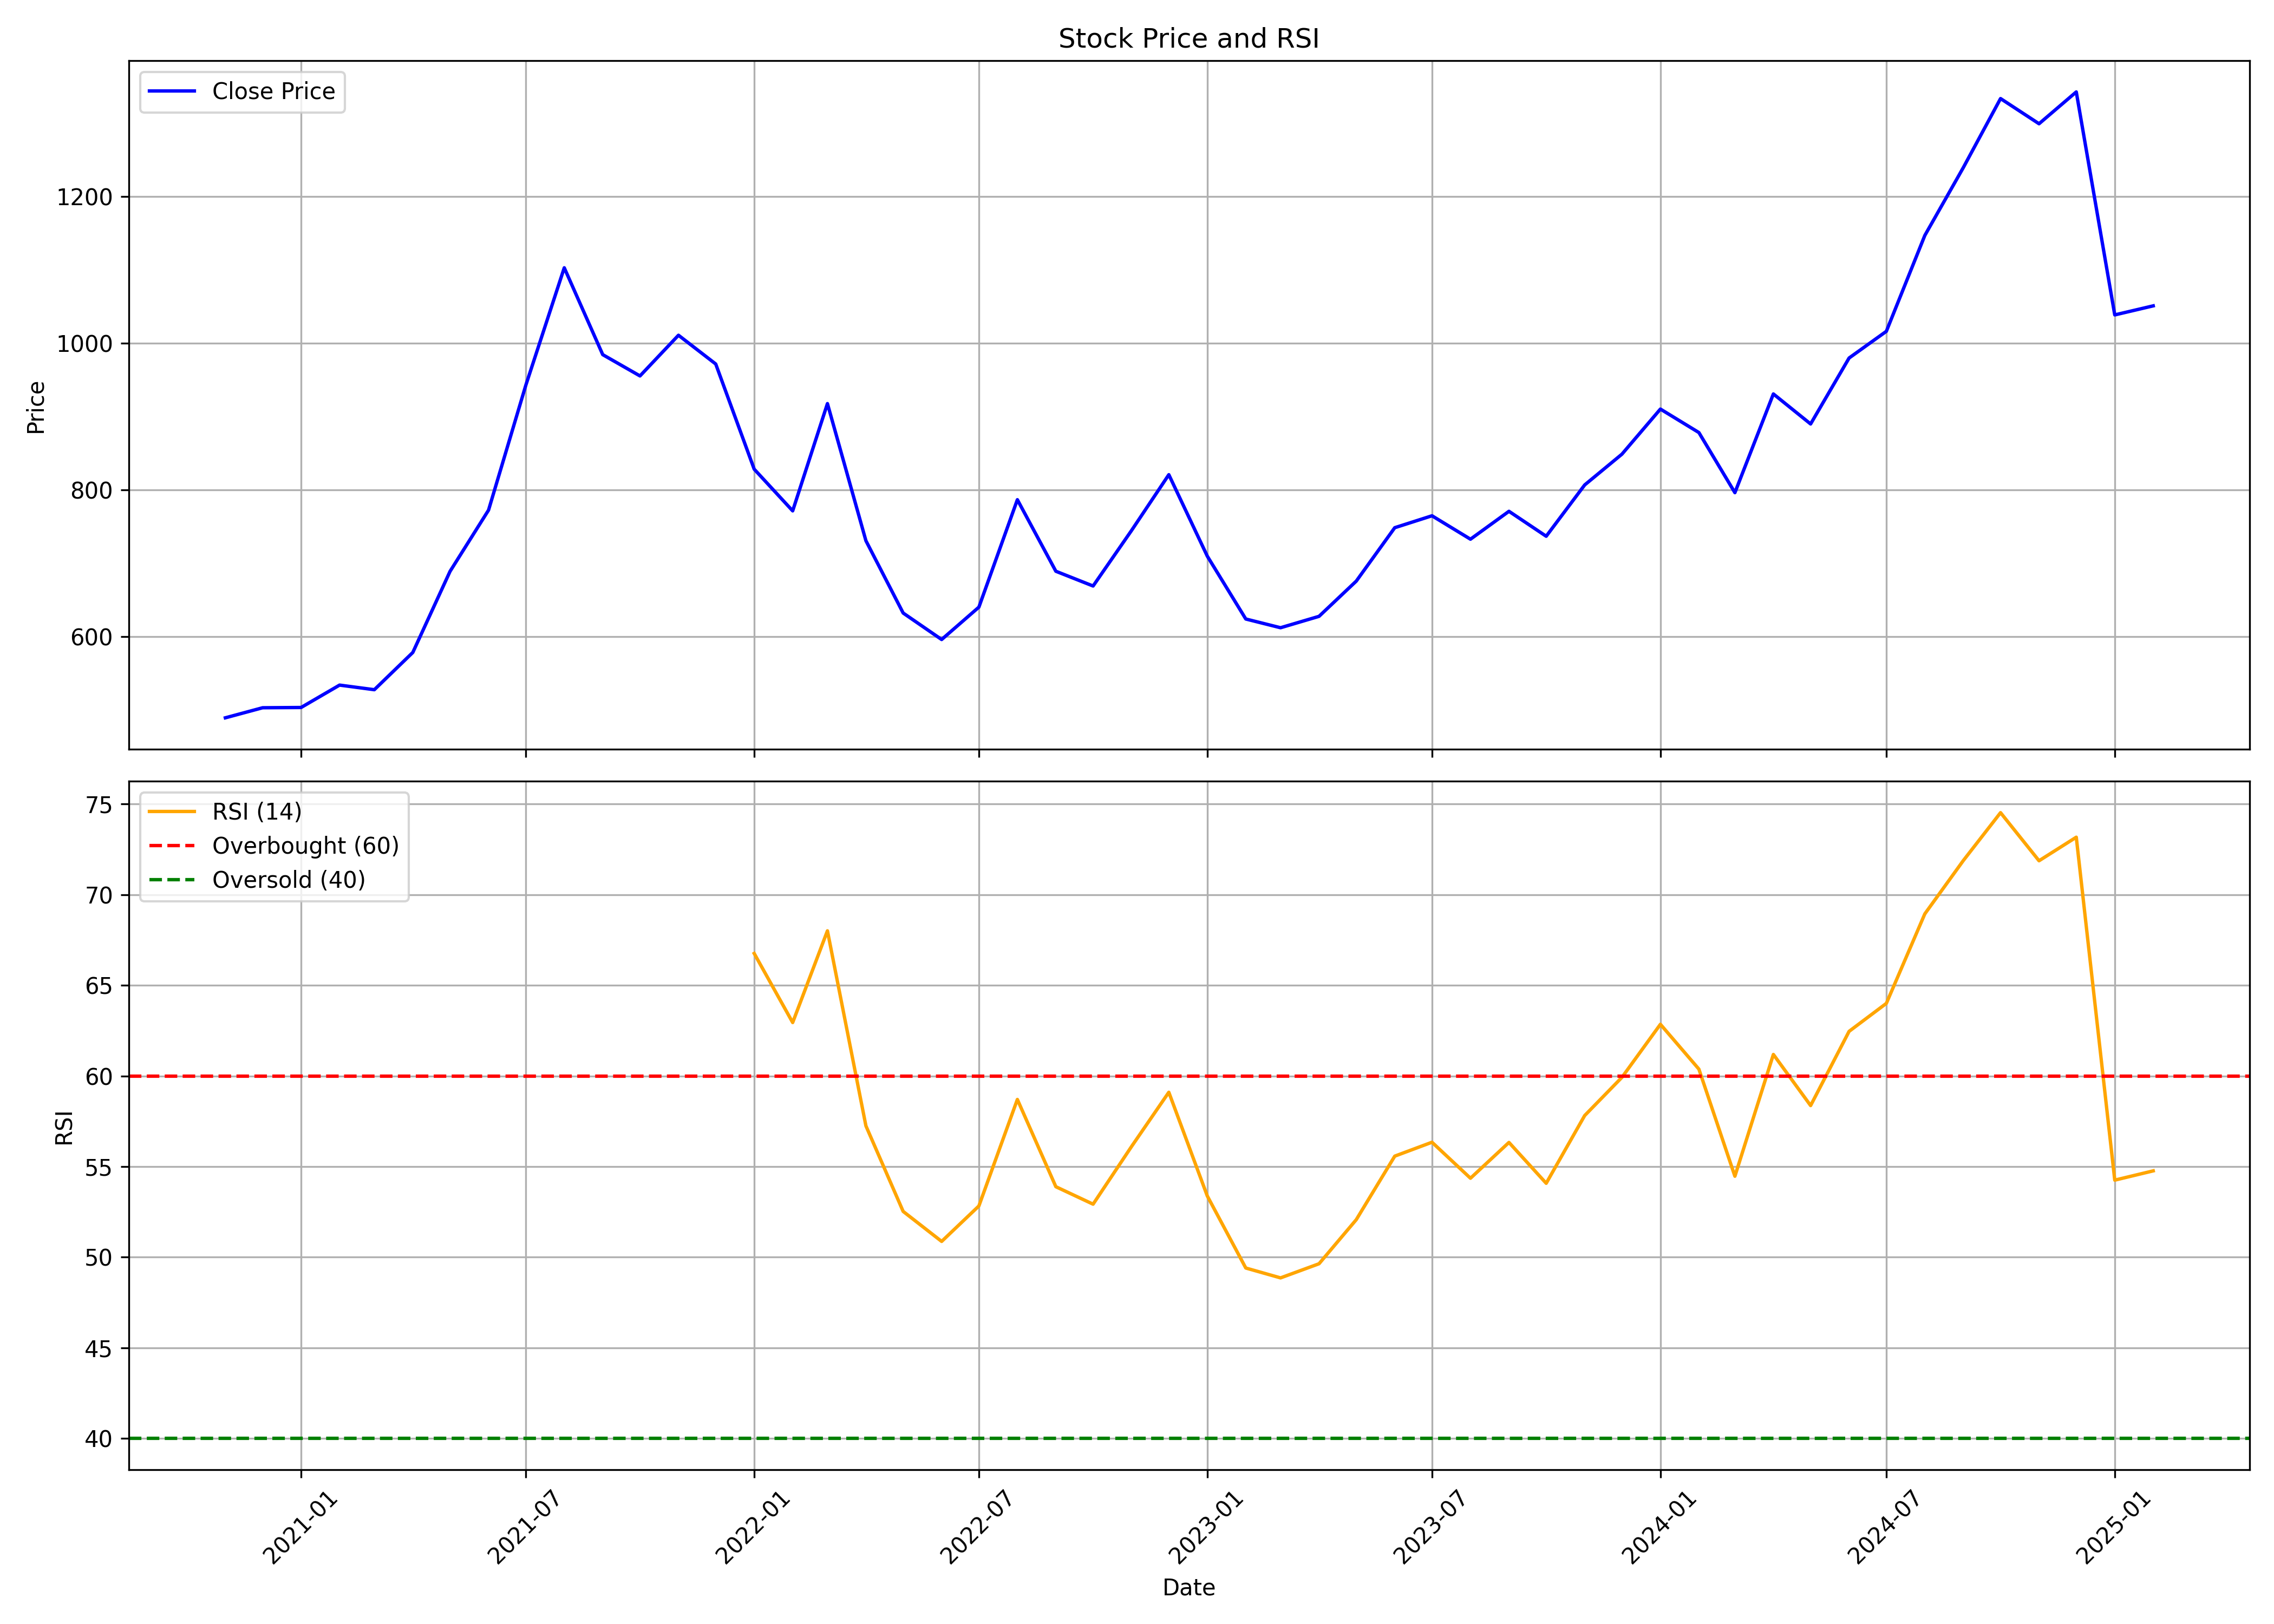 Stock Price and RSI
Close Price
Price
1200
1000
800
600
RSI (14)
Overbought (60)
Oversold (40)
RSI
75
70
65
60
55
50
45
40
2021-01
2021-07
2022-01
2022-07
2023-01
2023-07
2024-01
2024-07
2025-01
Date